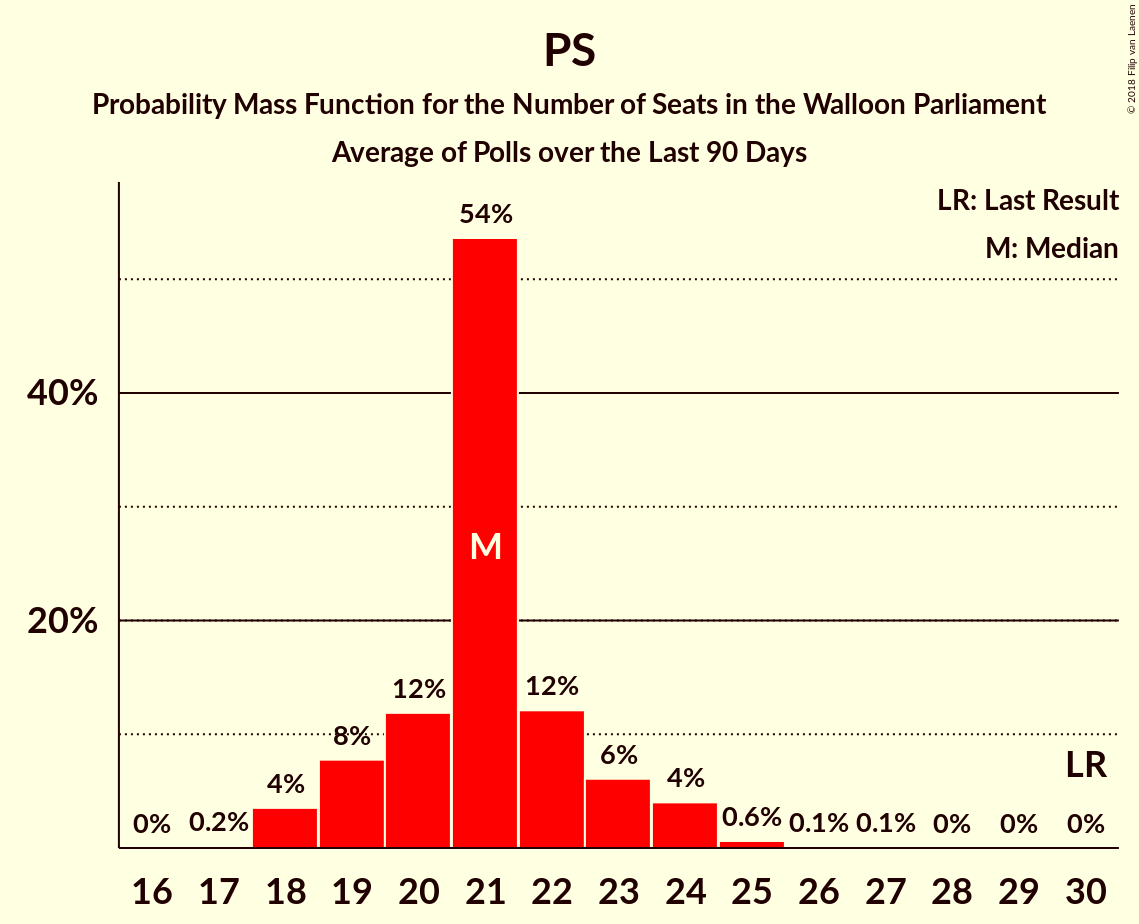 PS
Probability Mass Function for the Number of Seats in the Walloon Parliament
Average of Polls over the Last 90 Days
© 2018 Filip van Laenen
LR: Last Result
M: Median
40%
20%
0% 0.2% 4% 8% 12% 54% 12% 6% 4% 0.6% 0.1% 0.1% 0% 0% 0%
M
LR
16 17 18 19 20 21 22 23 24 25 26 27 28 29 30